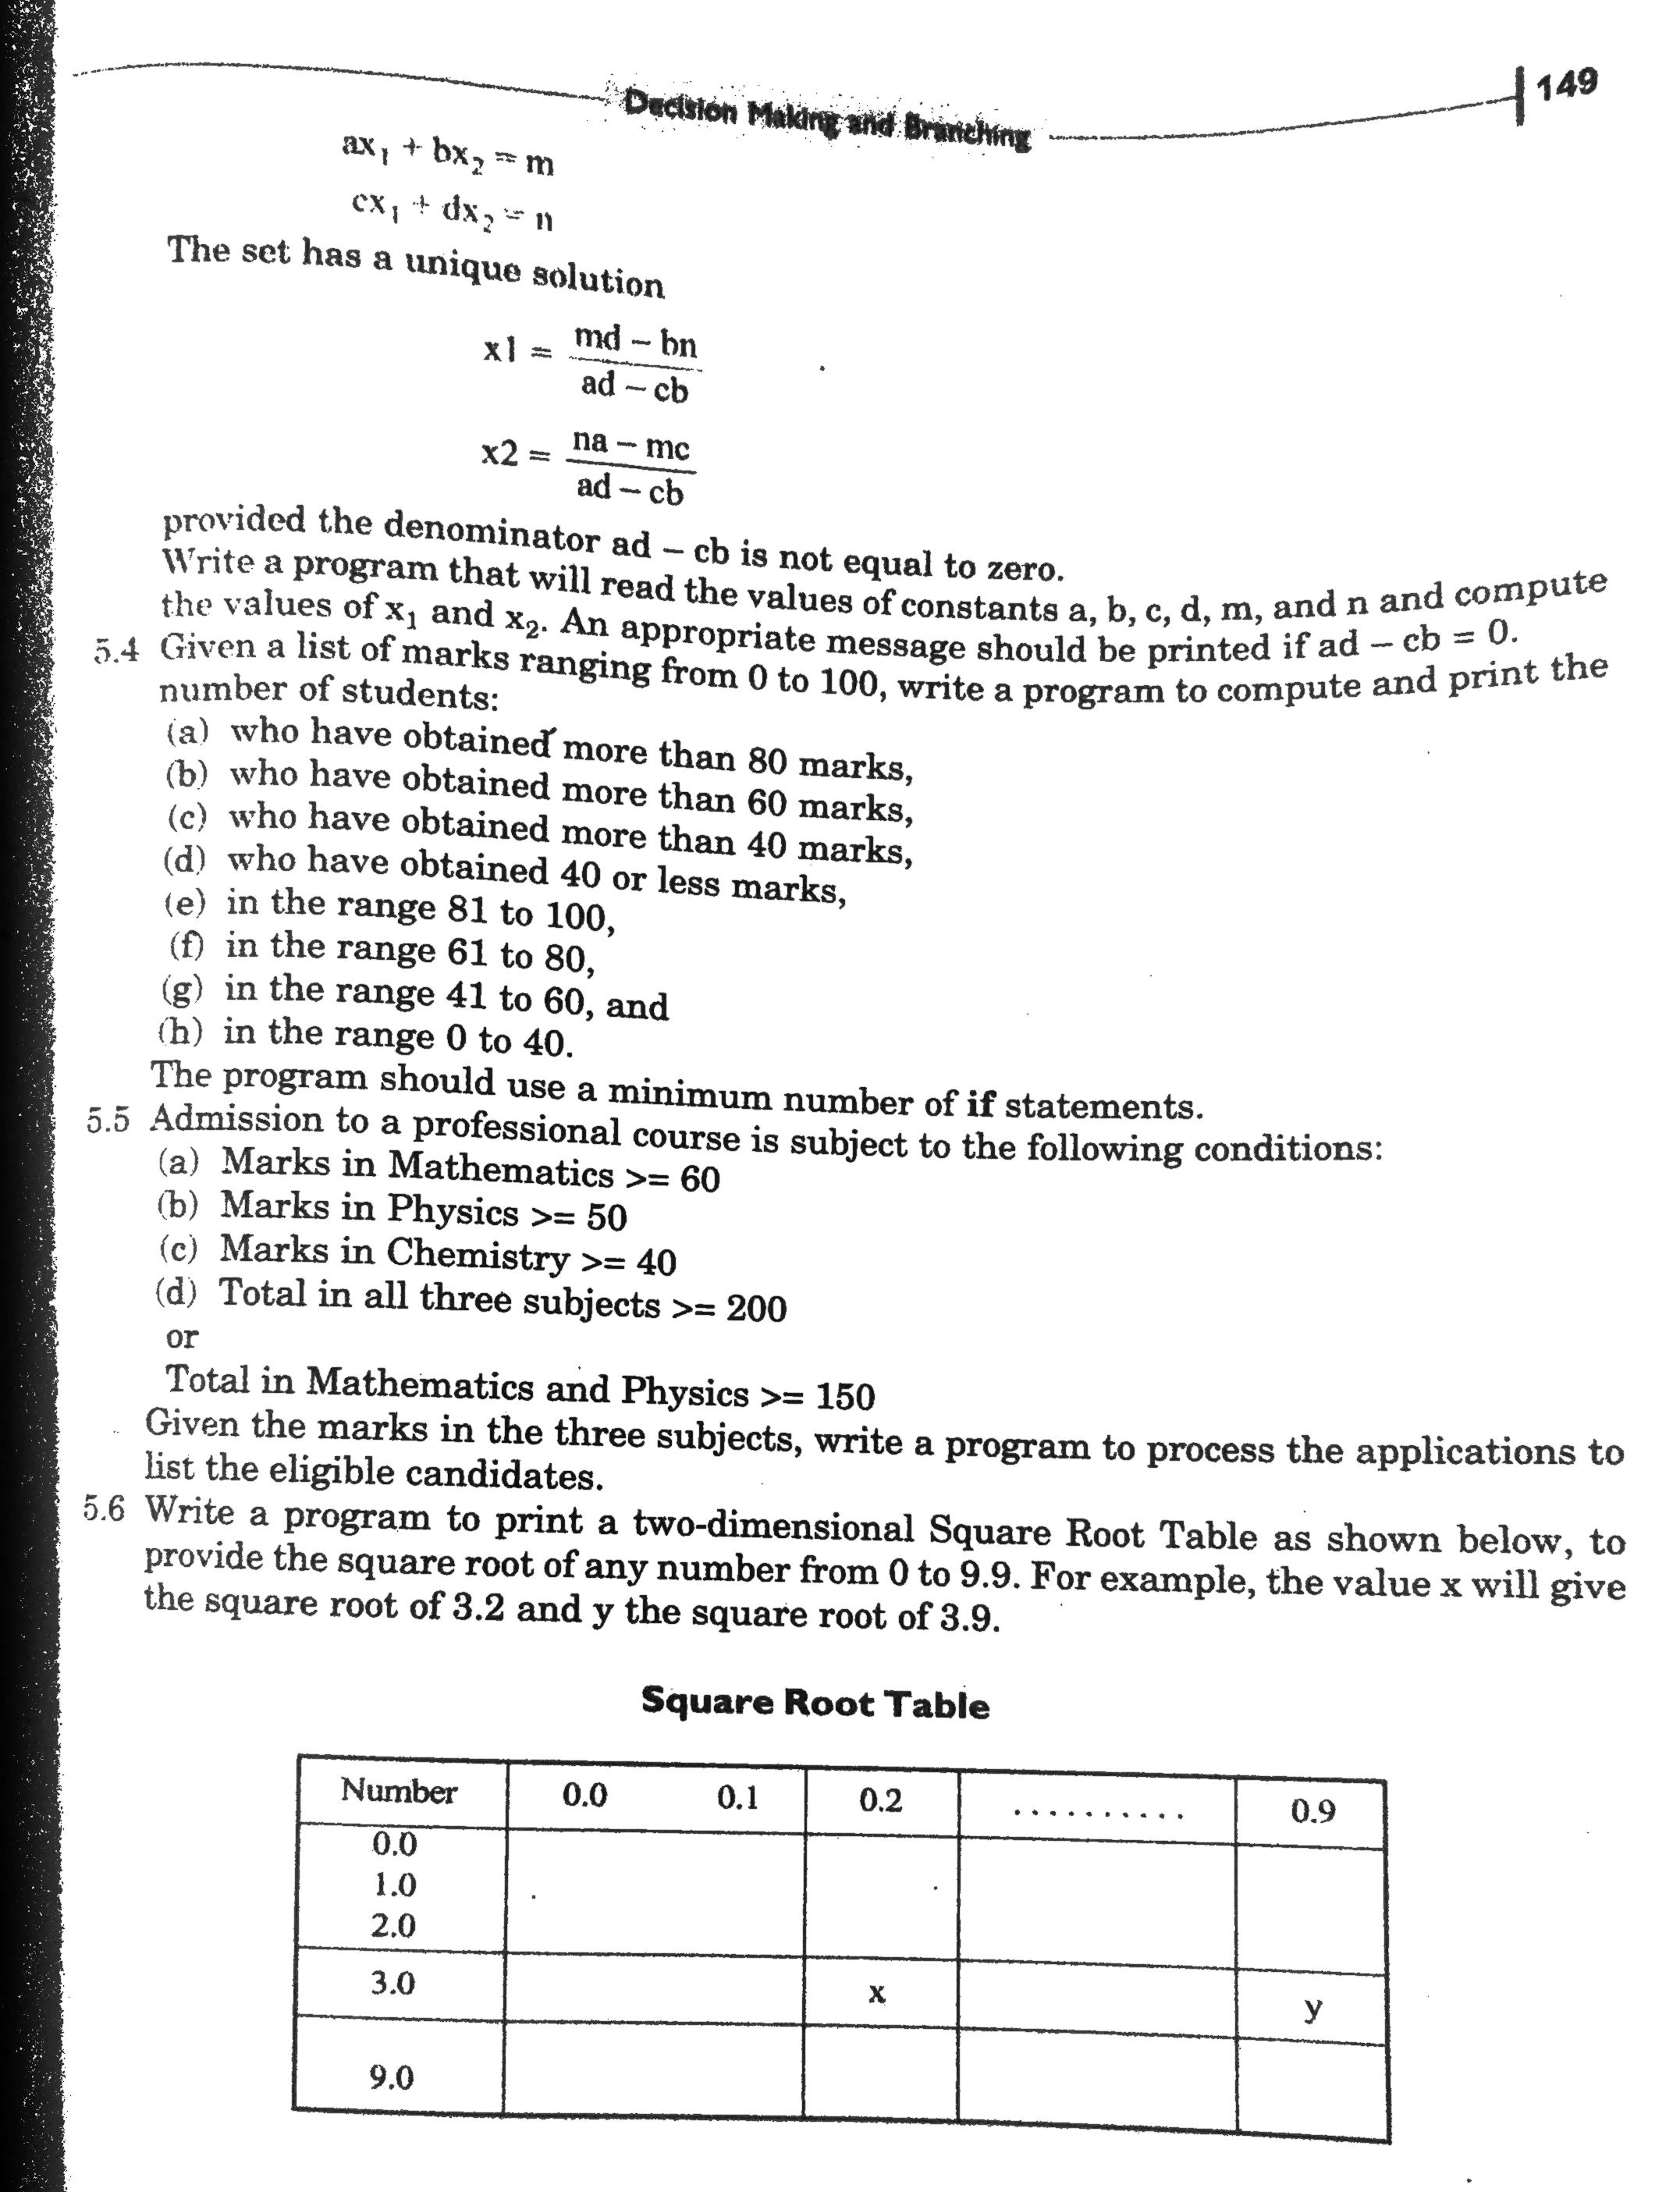 Decision Making and Branching 149
ax₁ + bx₂ = m
cx₁ + dx₂ = n
The set has a unique solution
x1 = (md – bn) / (ad – cb)
x2 = (na – mc) / (ad – cb)
provided the denominator ad – cb is not equal to zero.
Write a program that will read the values of constants a, b, c, d, m, and n and compute
the values of x₁ and x₂. An appropriate message should be printed if ad – cb = 0.
5.4 Given a list of marks ranging from 0 to 100, write a program to compute and print the
number of students:
(a) who have obtained more than 80 marks,
(b) who have obtained more than 60 marks,
(c) who have obtained more than 40 marks,
(d) who have obtained 40 or less marks,
(e) in the range 81 to 100,
(f) in the range 61 to 80,
(g) in the range 41 to 60, and
(h) in the range 0 to 40.
The program should use a minimum number of if statements.
5.5 Admission to a professional course is subject to the following conditions:
(a) Marks in Mathematics >= 60
(b) Marks in Physics >= 50
(c) Marks in Chemistry >= 40
(d) Total in all three subjects >= 200
or
Total in Mathematics and Physics >= 150
Given the marks in the three subjects, write a program to process the applications to
list the eligible candidates.
5.6 Write a program to print a two-dimensional Square Root Table as shown below, to
provide the square root of any number from 0 to 9.9. For example, the value x will give
the square root of 3.2 and y the square root of 3.9.
Square Root Table
Number 0.0 0.1 0.2 .......... 0.9
0.0
1.0
2.0
3.0 x y
9.0